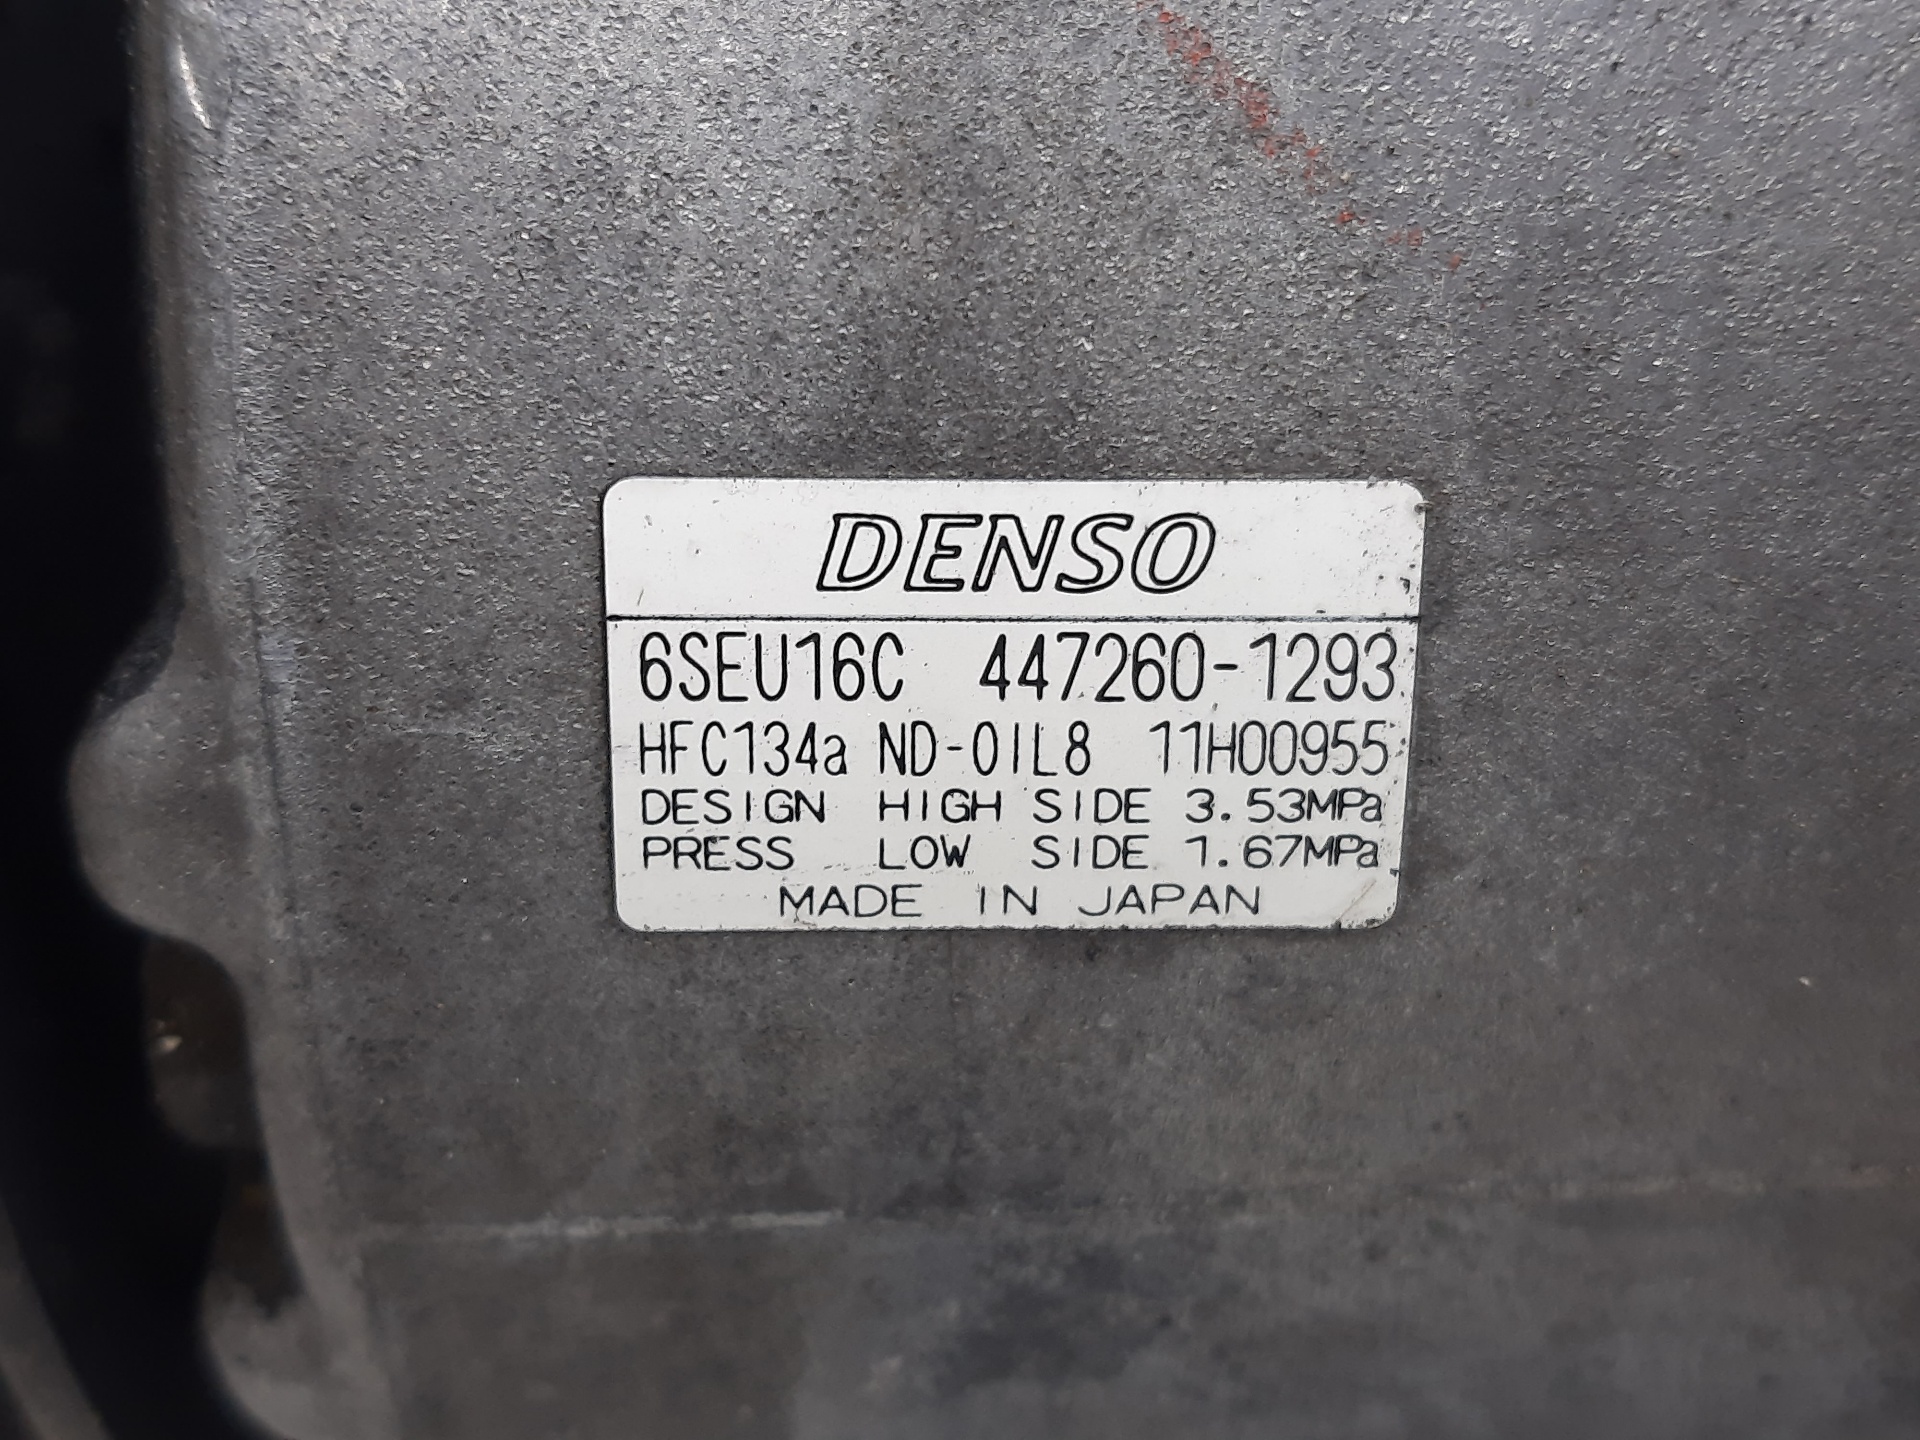 DENSO
6SEU16C 447260-1293
HFC134a ND-OIL8 11H00955
DESIGN HIGH SIDE 3.53MPa
PRESS LOW SIDE 1.67MPa
MADE IN JAPAN